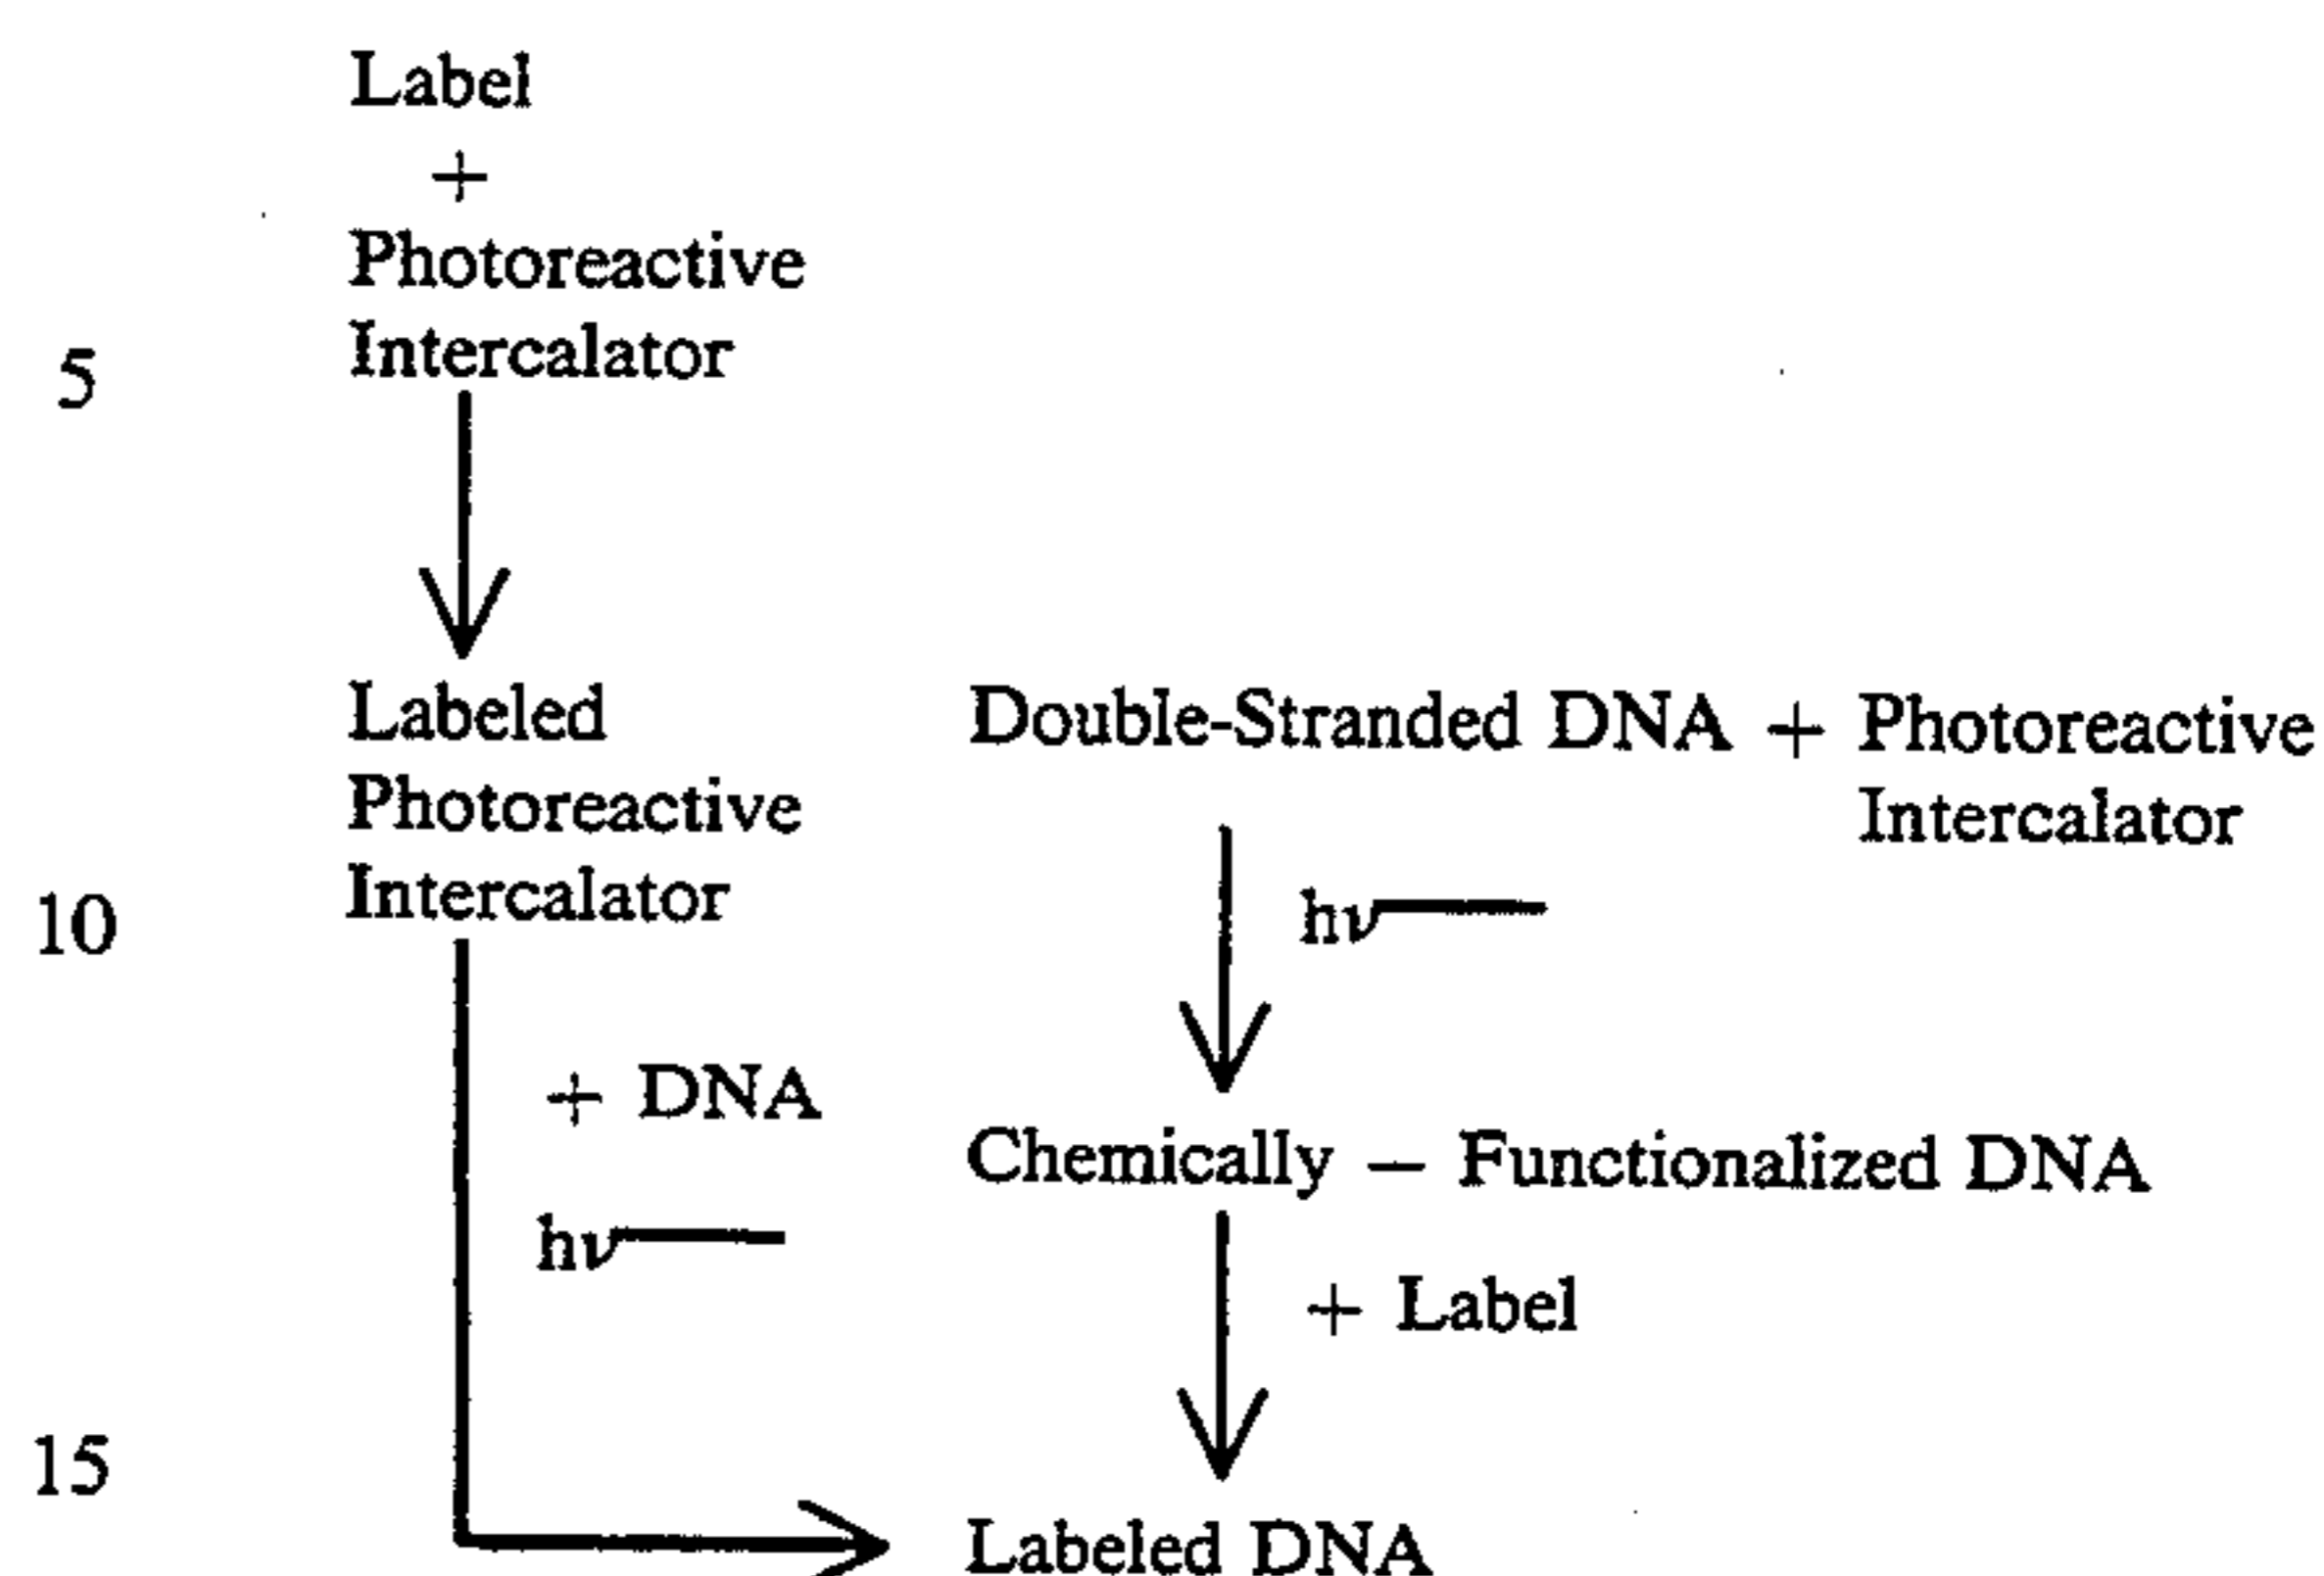 Label
+
Photoreactive
5 Intercalator
Labeled Double-Stranded DNA + Photoreactive
Photoreactive Intercalator
10 Intercalator hν
+ DNA
Chemically — Functionalized DNA
hν
+ Label
15
Labeled DNA